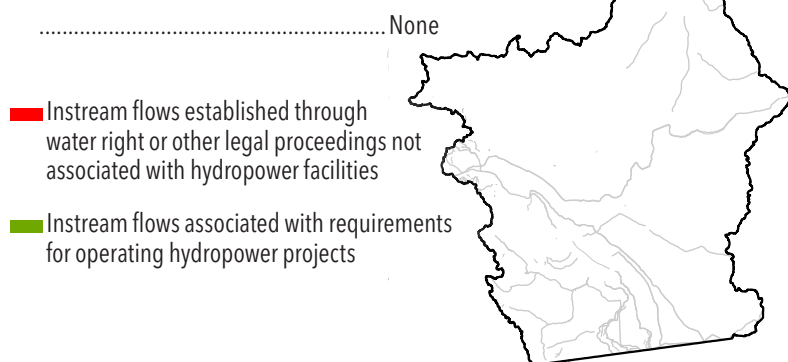 .................................................................. None
Instream flows established through
water right or other legal proceedings not
associated with hydropower facilities
Instream flows associated with requirements
for operating hydropower projects